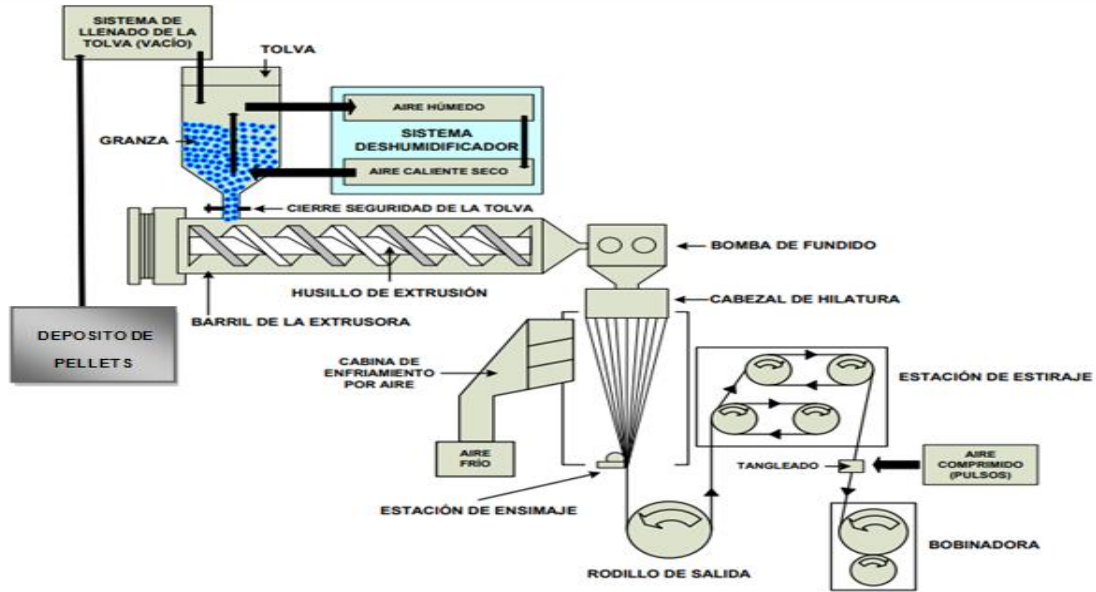 SISTEMA DE
LLENADO DE LA
TOLVA (VACÍO)
TOLVA
AIRE HÚMEDO
SISTEMA
DESHUMIDIFICADOR
AIRE CALIENTE SECO
GRANZA
CIERRE SEGURIDAD DE LA TOLVA
BOMBA DE FUNDIDO
HUSILLO DE EXTRUSIÓN
CABEZAL DE HILATURA
BARRIL DE LA EXTRUSORA
DEPOSITO DE
PELLETS
CABINA DE
ENFRIAMIENTO
POR AIRE
ESTACIÓN DE ESTIRAJE
AIRE
FRÍO
TANGLEADO
AIRE
COMPRIMIDO
(PULSOS)
ESTACIÓN DE ENSIMAJE
BOBINADORA
RODILLO DE SALIDA